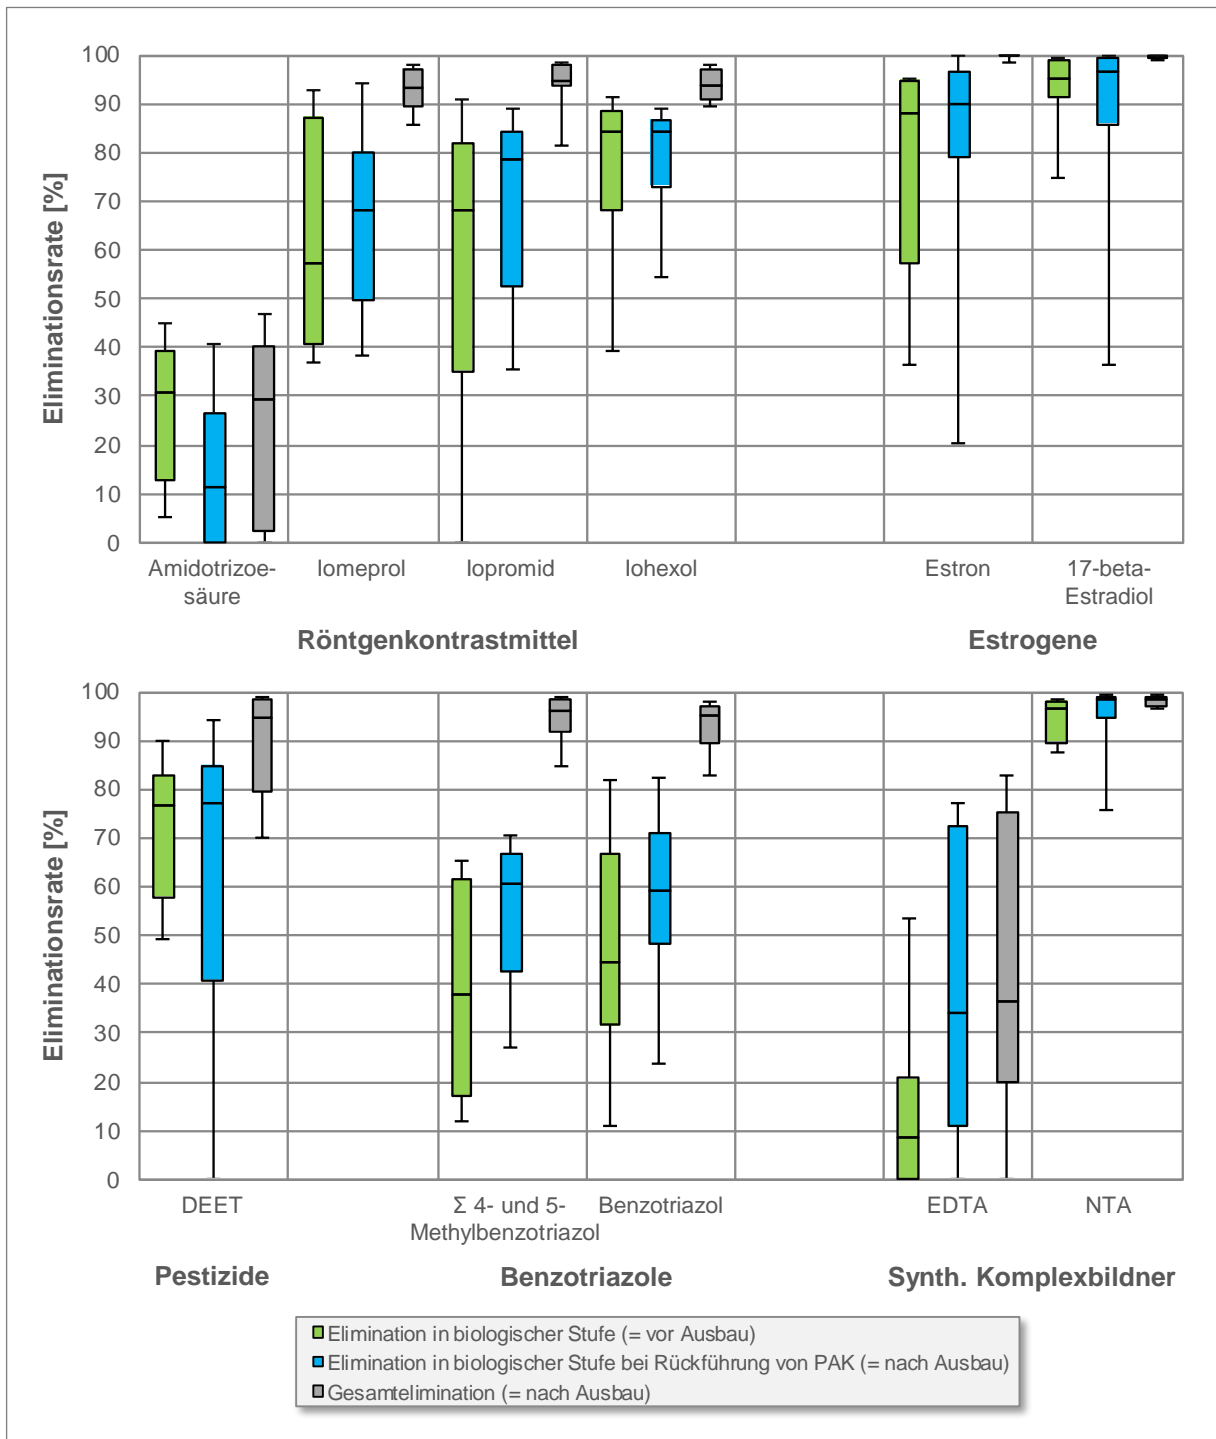 Eliminationsrate [%]
100
90
80
70
60
50
40
30
20
10
0
Amidotrizoe-
säure
Iomeprol
Iopromid
Iohexol
Estron
17-beta-
Estradiol
Röntgenkontrastmittel
Estrogene
Eliminationsrate [%]
100
90
80
70
60
50
40
30
20
10
0
DEET
Σ 4- und 5-
Methylbenzotriazol
Benzotriazol
EDTA
NTA
Pestizide
Benzotriazole
Synth. Komplexbildner
Elimination in biologischer Stufe (= vor Ausbau)
Elimination in biologischer Stufe bei Rückführung von PAK (= nach Ausbau)
Gesamtelimination (= nach Ausbau)